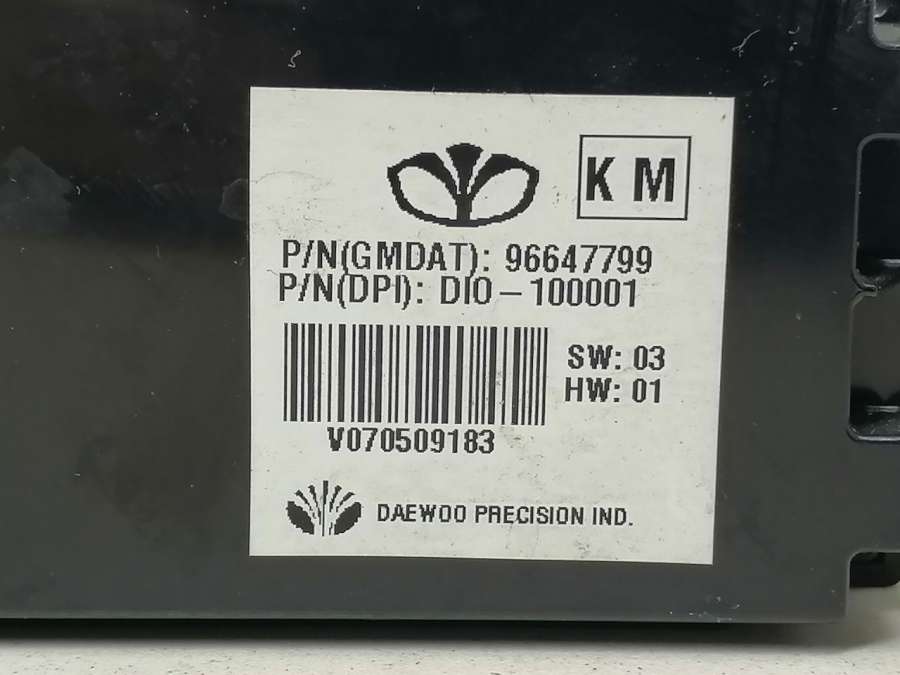 K M
P/N(GMDAT): 96647799
P/N(DPI): DIO-100001
SW: 03
HW: 01
V070509183
DAEWOO PRECISION IND.